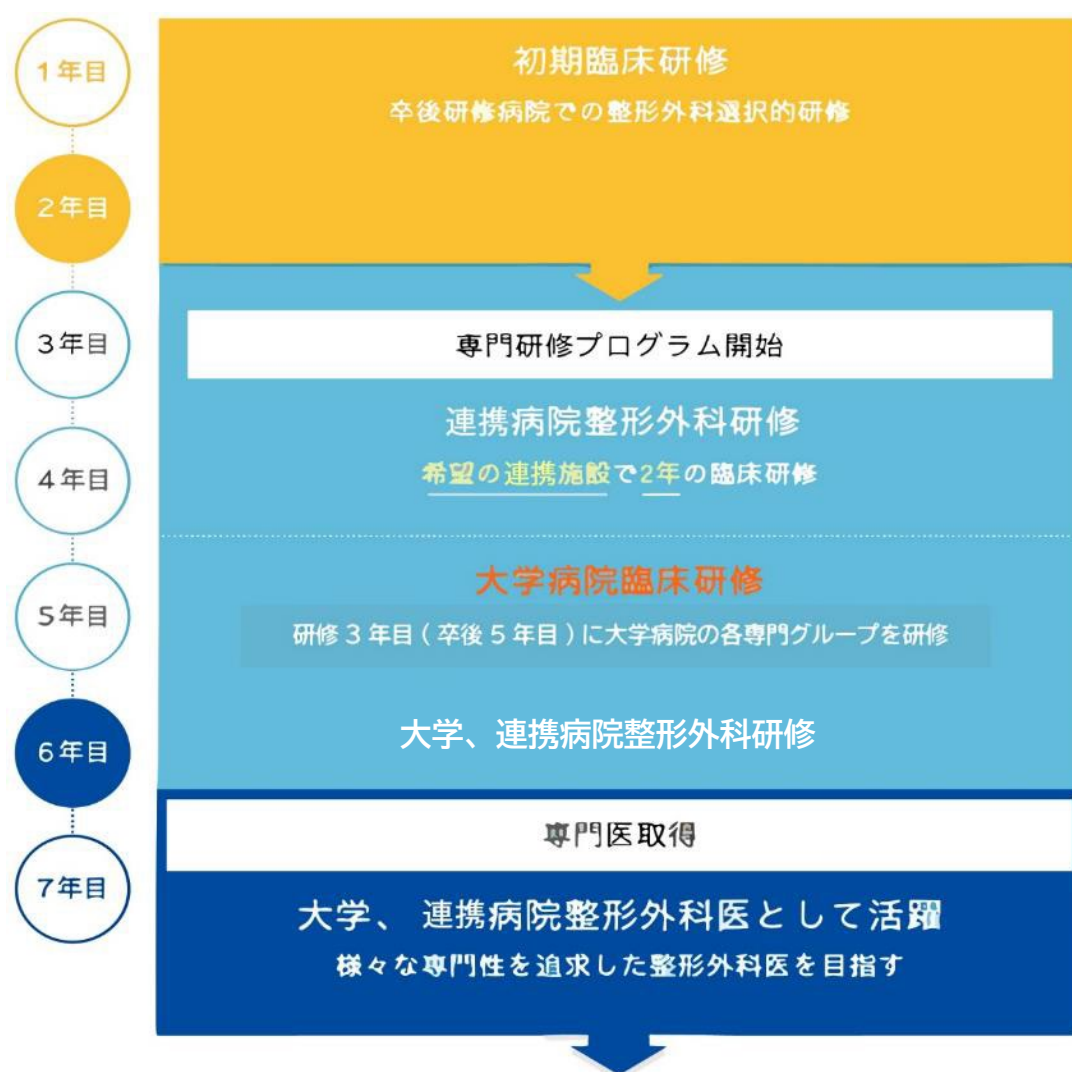 1年目
初期臨床研修
卒後研修病院での整形外科選択的研修
2年目
3年目
専門研修プログラム開始
連携病院整形外科研修
4年目
希望の連携施設で2年の臨床研修
大学病院臨床研修
5年目
研修3年目(卒後5年目)に大学病院の各専門グループを研修
6年目
大学、連携病院整形外科研修
専門医取得
7年目
大学、 連携病院整形外科医として活躍
様々な専門性を追求した整形外科医を目指す